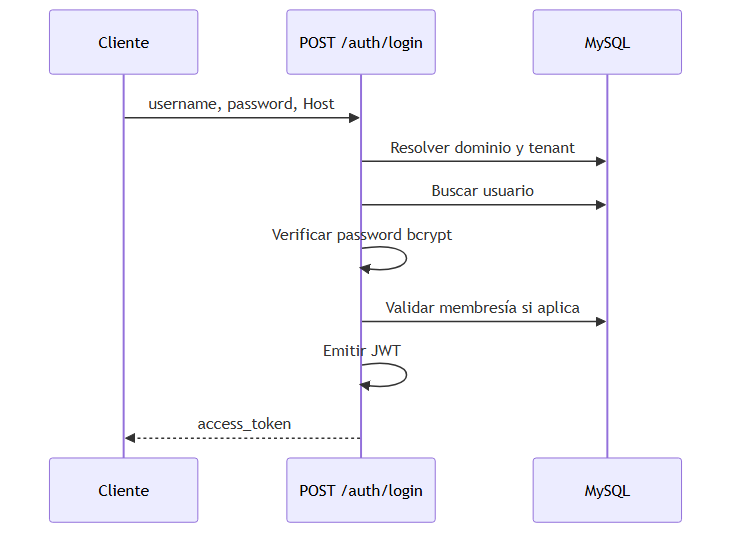 Cliente
POST /auth/login
MySQL
username, password, Host
Resolver dominio y tenant
Buscar usuario
Verificar password bcrypt
Validar membresía si aplica
Emitir JWT
access_token
Cliente
POST /auth/login
MySQL